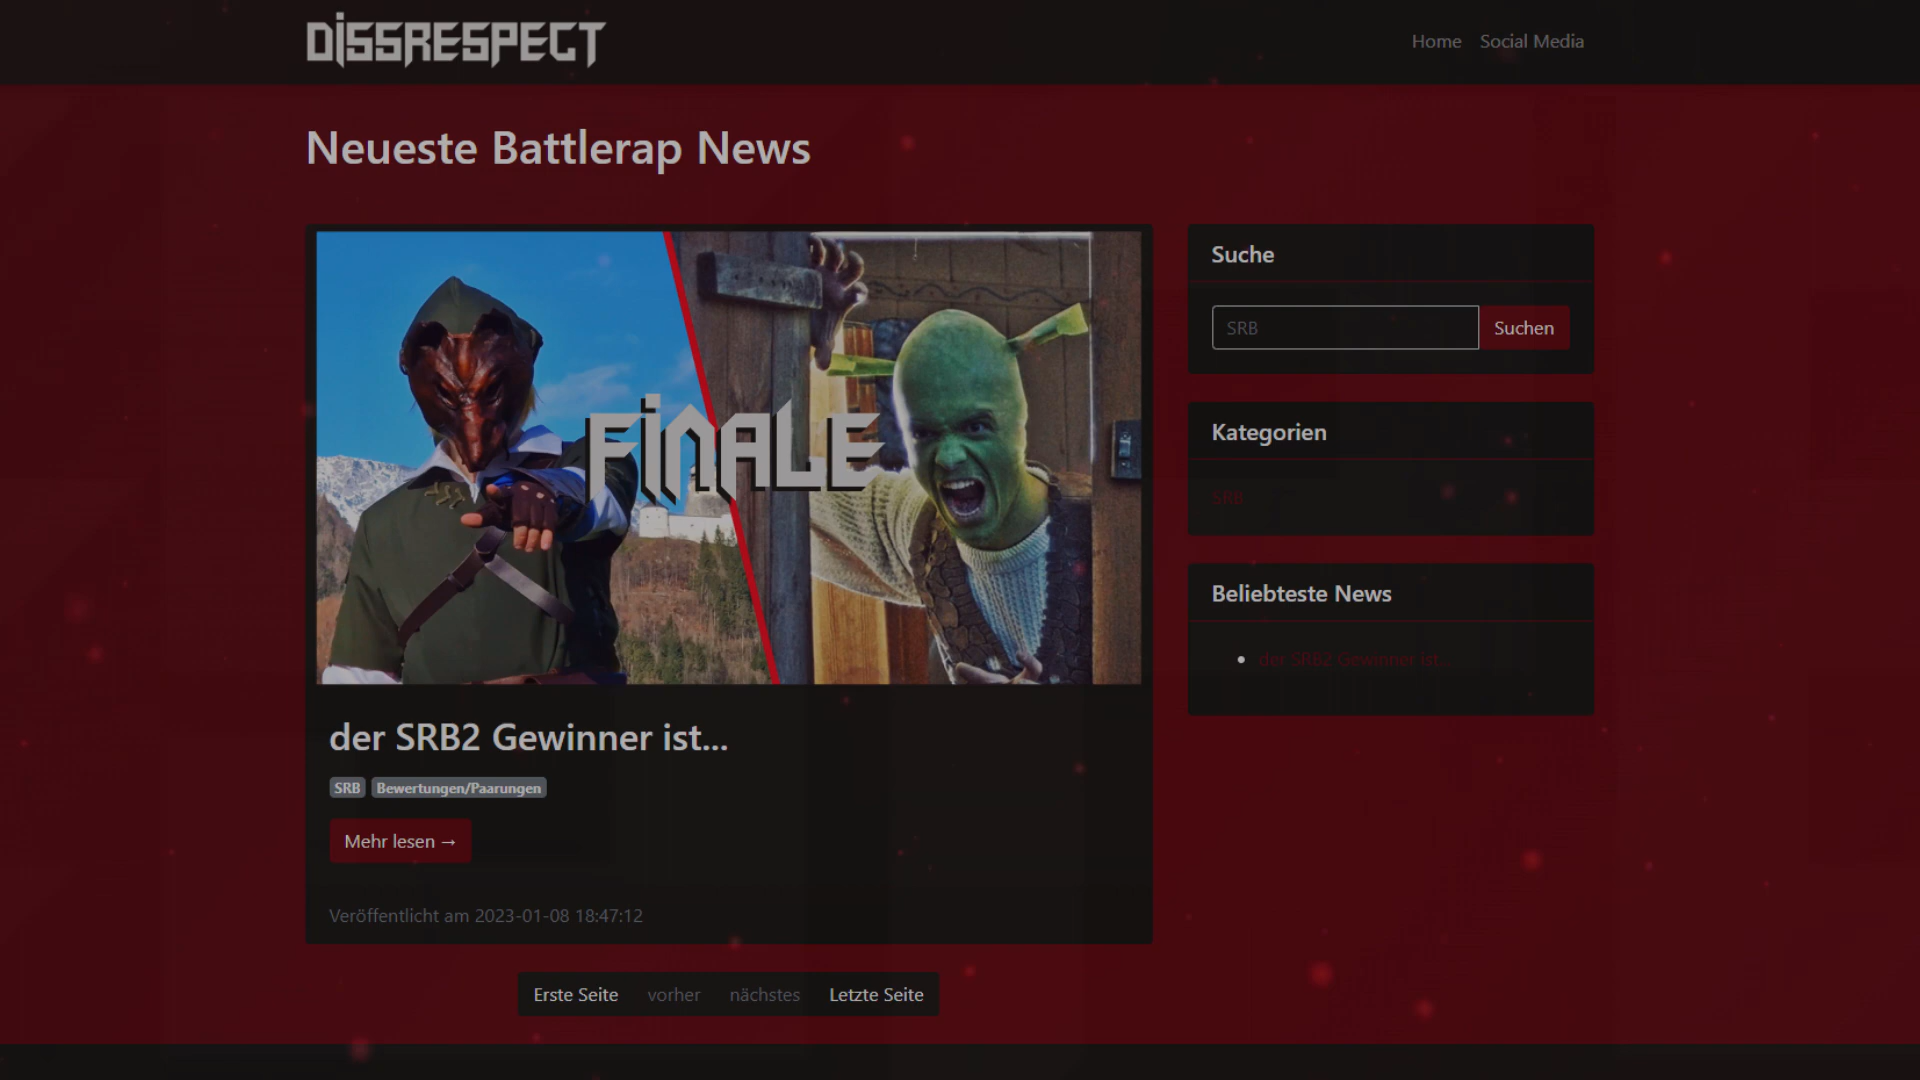 DISSRESPECT
Home Social Media
Neueste Battlerap News
FINALE
der SRB2 Gewinner ist...
SRB Bewertungen/Paarungen
Mehr lesen →
Veröffentlicht am 2023-01-08 18:47:12
Erste Seite vorher nächstes Letzte Seite
Suche
SRB Suchen
Kategorien
SRB
Beliebteste News
der SRB2 Gewinner ist...